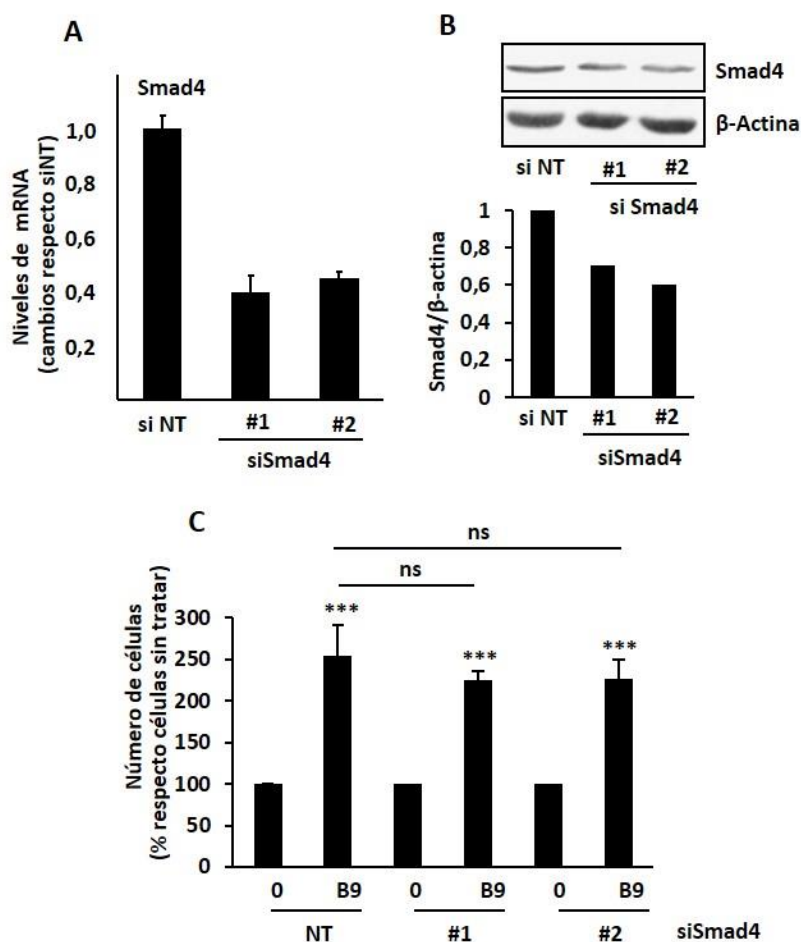 A
Smad4
1,0
0,8
0,6
0,4
0,2
Niveles de mRNA
(cambios respecto siNT)
si NT
#1
#2
siSmad4
B
Smad4
β-Actina
si NT
#1
#2
si Smad4
1
0,8
0,6
0,4
0,2
0
Smad4/β-actina
si NT
#1
#2
siSmad4
C
ns
ns
300
250
200
150
100
50
0
Número de células
(% respecto células sin tratar)
***
***
***
0
B9
0
B9
0
B9
NT
#1
#2
siSmad4